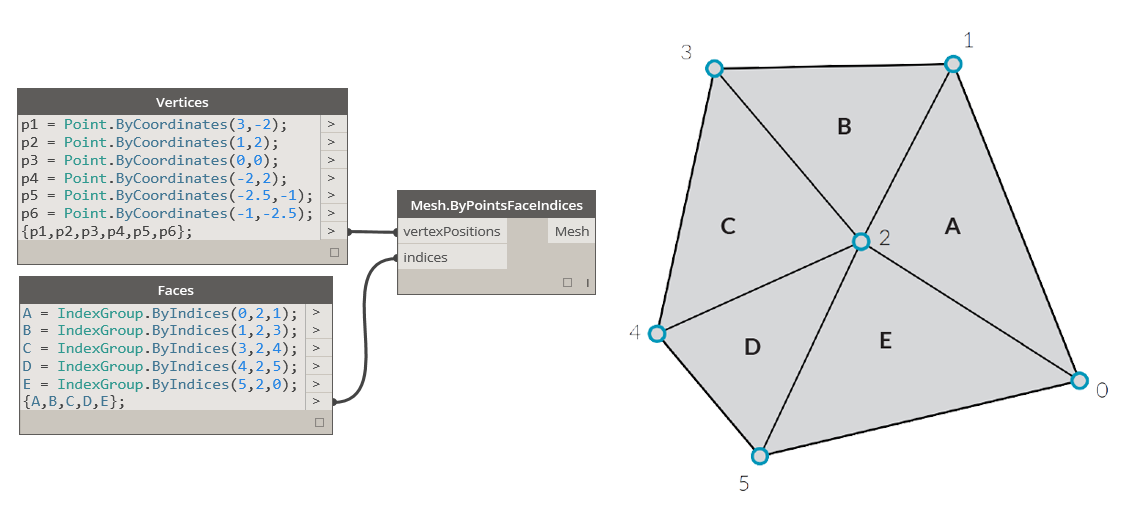 Vertices
p1 = Point.ByCoordinates(3,-2); >
p2 = Point.ByCoordinates(1,2); >
p3 = Point.ByCoordinates(0,0); >
p4 = Point.ByCoordinates(-2,2); >
p5 = Point.ByCoordinates(-2.5,-1); >
p6 = Point.ByCoordinates(-1,-2.5); >
{p1,p2,p3,p4,p5,p6}; >
Faces
A = IndexGroup.ByIndices(0,2,1); >
B = IndexGroup.ByIndices(1,2,3); >
C = IndexGroup.ByIndices(3,2,4); >
D = IndexGroup.ByIndices(4,2,5); >
E = IndexGroup.ByIndices(5,2,0); >
{A,B,C,D,E}; >
Mesh.ByPointsFaceIndices
vertexPositions Mesh
indices
3
1
B
C
2
A
4
D
E
0
5